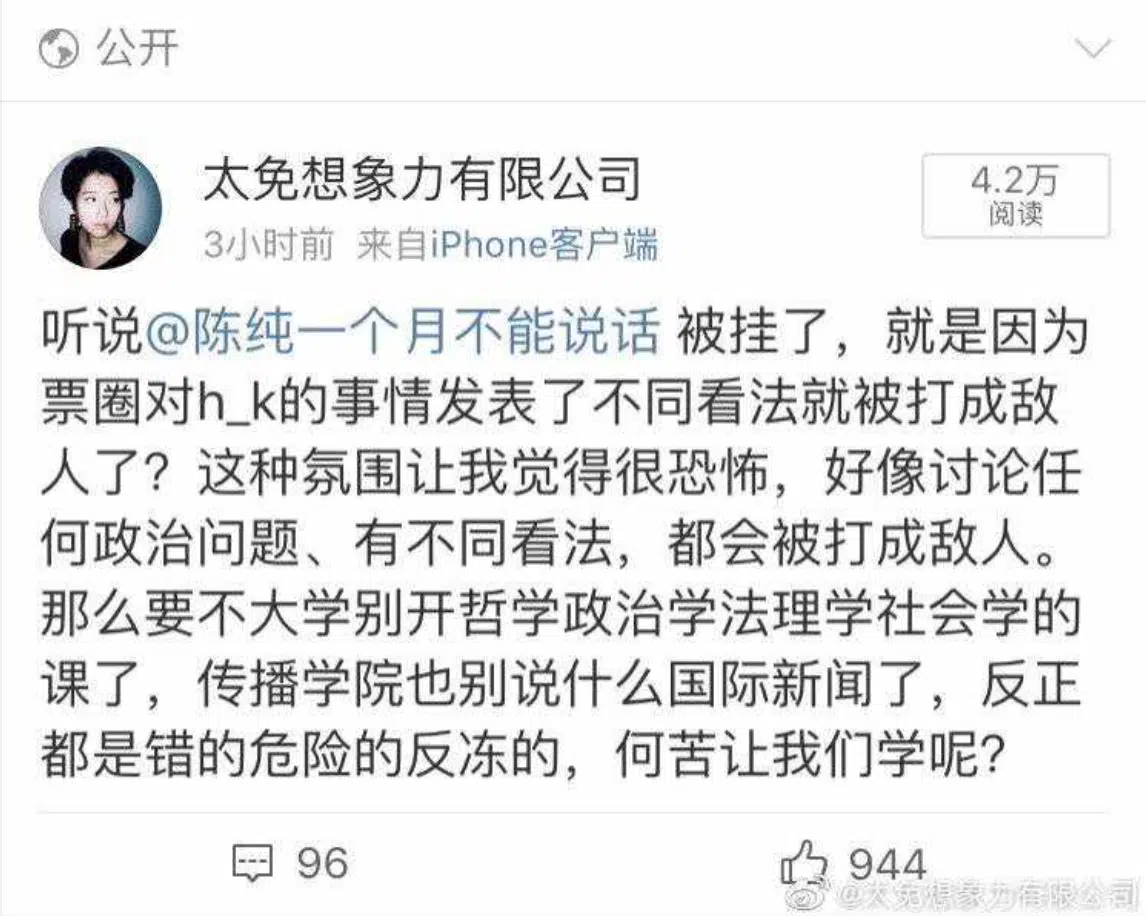 公开
太免想象力有限公司
4.2万
阅读
3小时前 来自iPhone客户端
听说@陈纯一个月不能说话 被挂了，就是因为
票圈对h_k的事情发表了不同看法就被打成敌
人了？这种氛围让我觉得很恐怖，好像讨论任
何政治问题、有不同看法，都会被打成敌人。
那么要不大学别开哲学政治学法理学社会学的
课了，传播学院也别说什么国际新闻了，反正
都是错的危险的反冻的，何苦让我们学呢？
96
944
@太免想象力有限公司